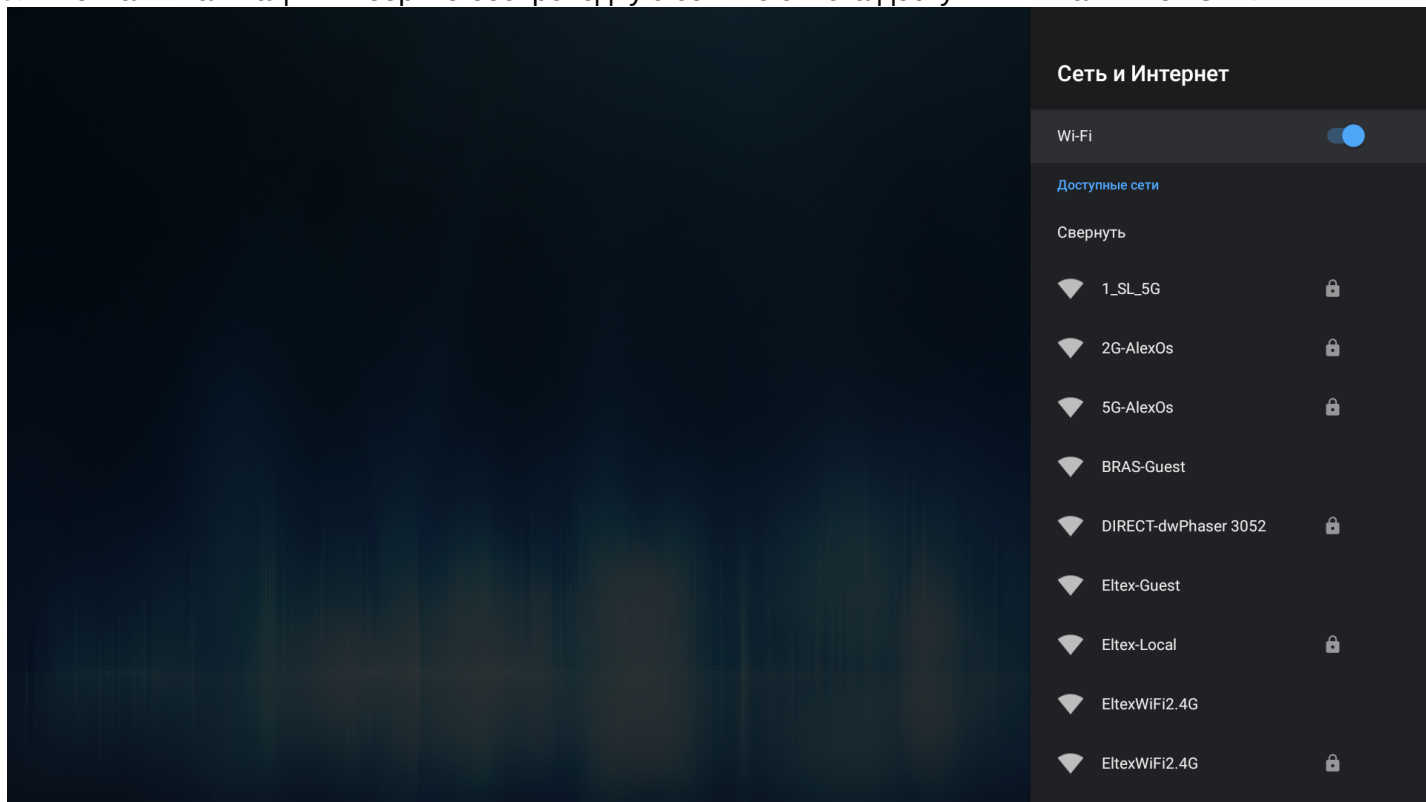 Сеть и Интернет
Wi-Fi
Доступные сети
Свернуть
1_SL_5G
2G-AlexOs
5G-AlexOs
BRAS-Guest
DIRECT-dwPhaser 3052
Eltex-Guest
Eltex-Local
EltexWiFi2.4G
EltexWiFi2.4G